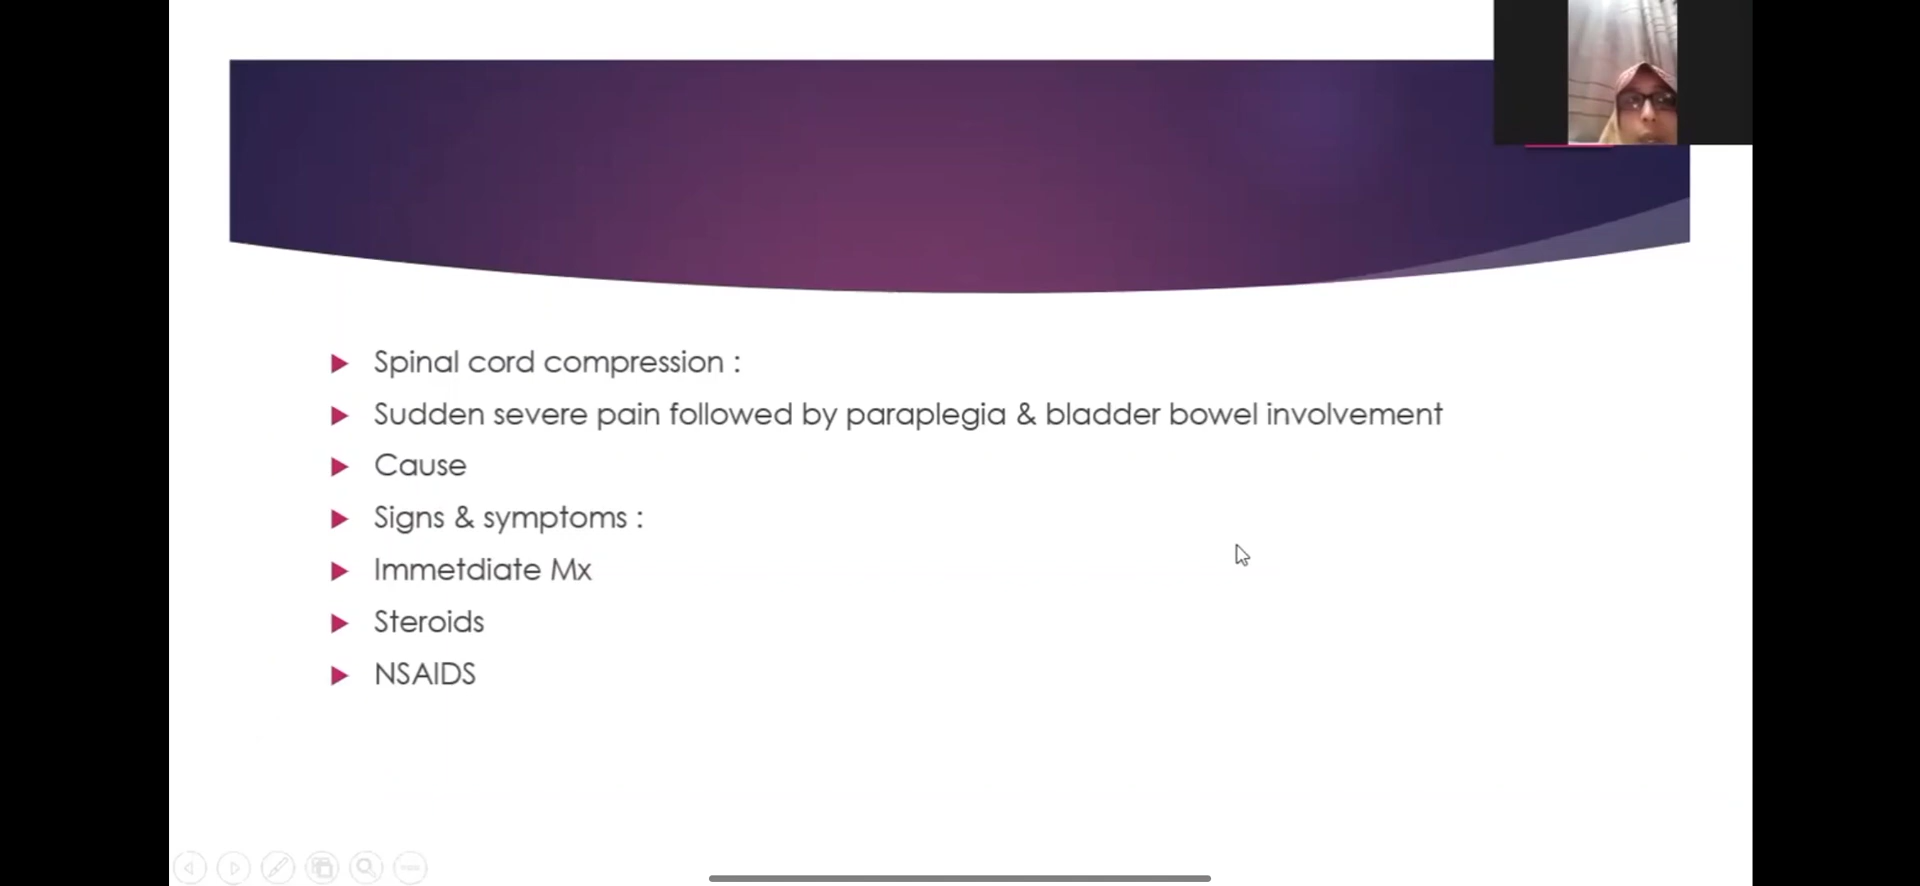 Spinal cord compression :
Sudden severe pain followed by paraplegia & bladder bowel involvement
Cause
Signs & symptoms :
Immetdiate Mx
Steroids
NSAIDS